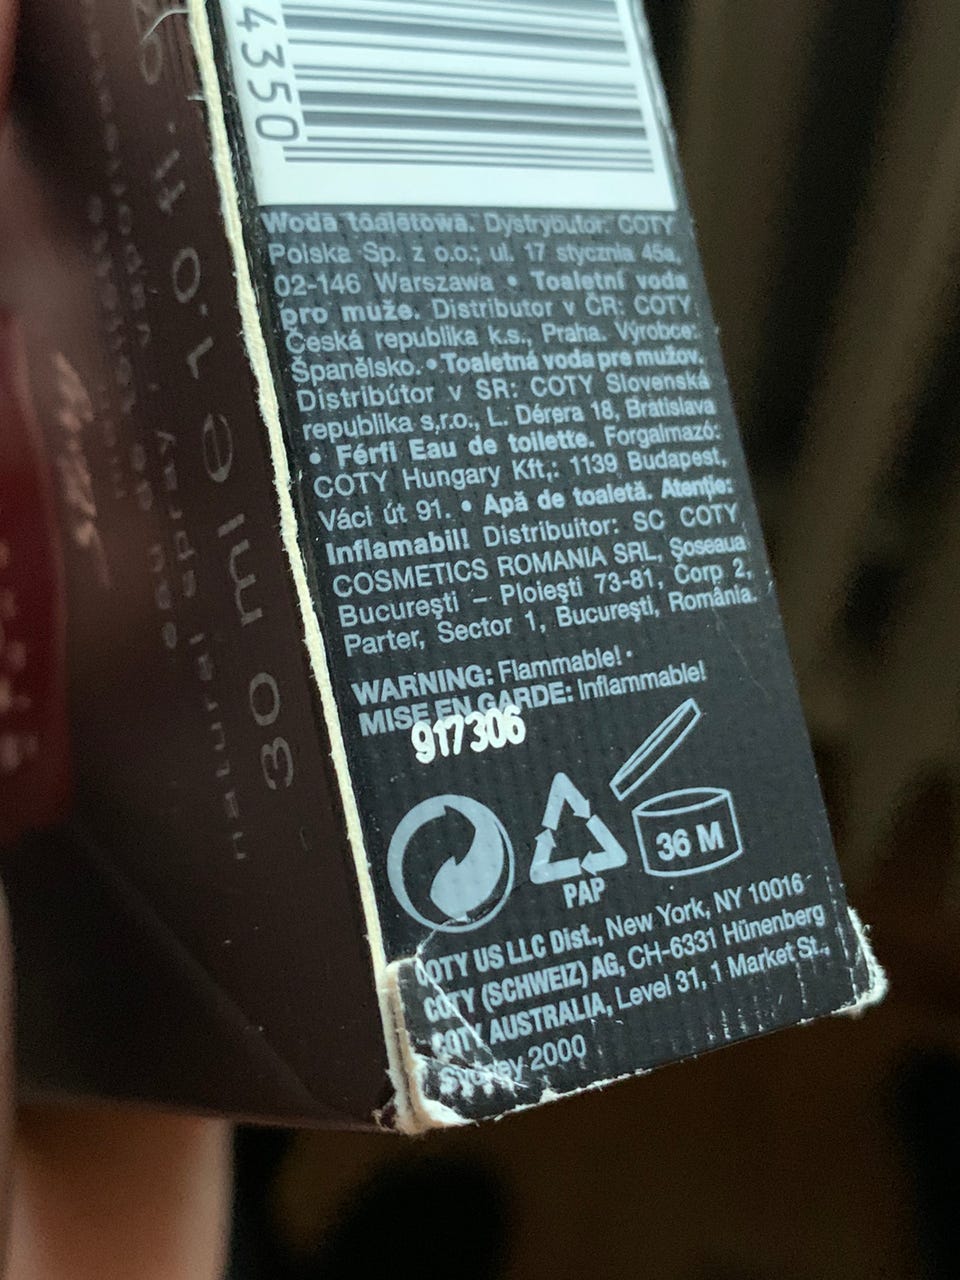 4350
Woda toaletowa. Dystrybutor: COTY
Polska Sp. z o.o.; ul. 17 stycznia 45a,
02-146 Warszawa • Toaletní voda
pro muže. Distributor v ČR: COTY
Česká republika k.s., Praha. Výrobce:
Španělsko. • Toaletná voda pre mužov.
Distribútor v SR: COTY Slovenská
republika s,r.o., L. Dérera 18, Bratislava
• Férfi Eau de toilette. Forgalmazó:
COTY Hungary Kft,: 1139 Budapest,
Váci út 91. • Apă de toaletă. Atenţie:
Inflamabil! Distribuitor: SC COTY
COSMETICS ROMANIA SRL, Şoseaua
Bucureşti – Ploieşti 73-81, Corp 2,
Parter, Sector 1, Bucureşti, România.
WARNING: Flammable! •
MISE EN GARDE: Inflammable!
917306
36 M
PAP
COTY US LLC Dist., New York, NY 10016
COTY (SCHWEIZ) AG, CH-6331 Hünenberg
COTY AUSTRALIA, Level 31, 1 Market St.,
Sydney 2000
30 ml e 1.0 fl.
natural spray